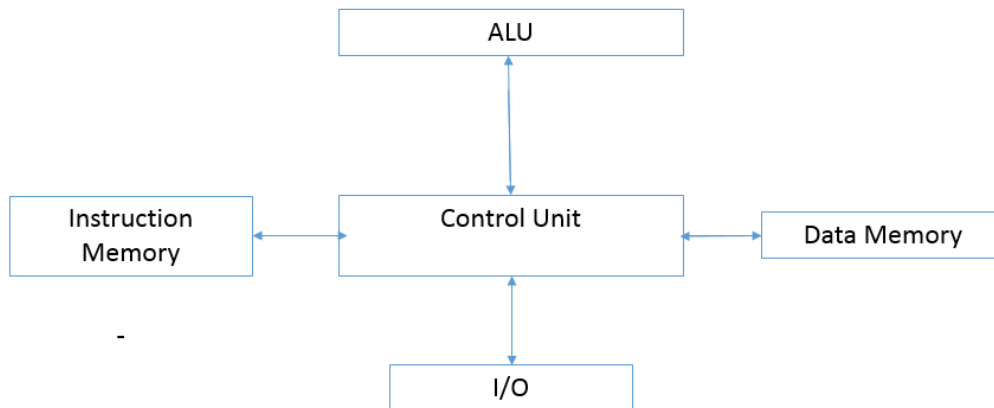 ALU
Instruction
Memory
Control Unit
Data Memory
-
I/O